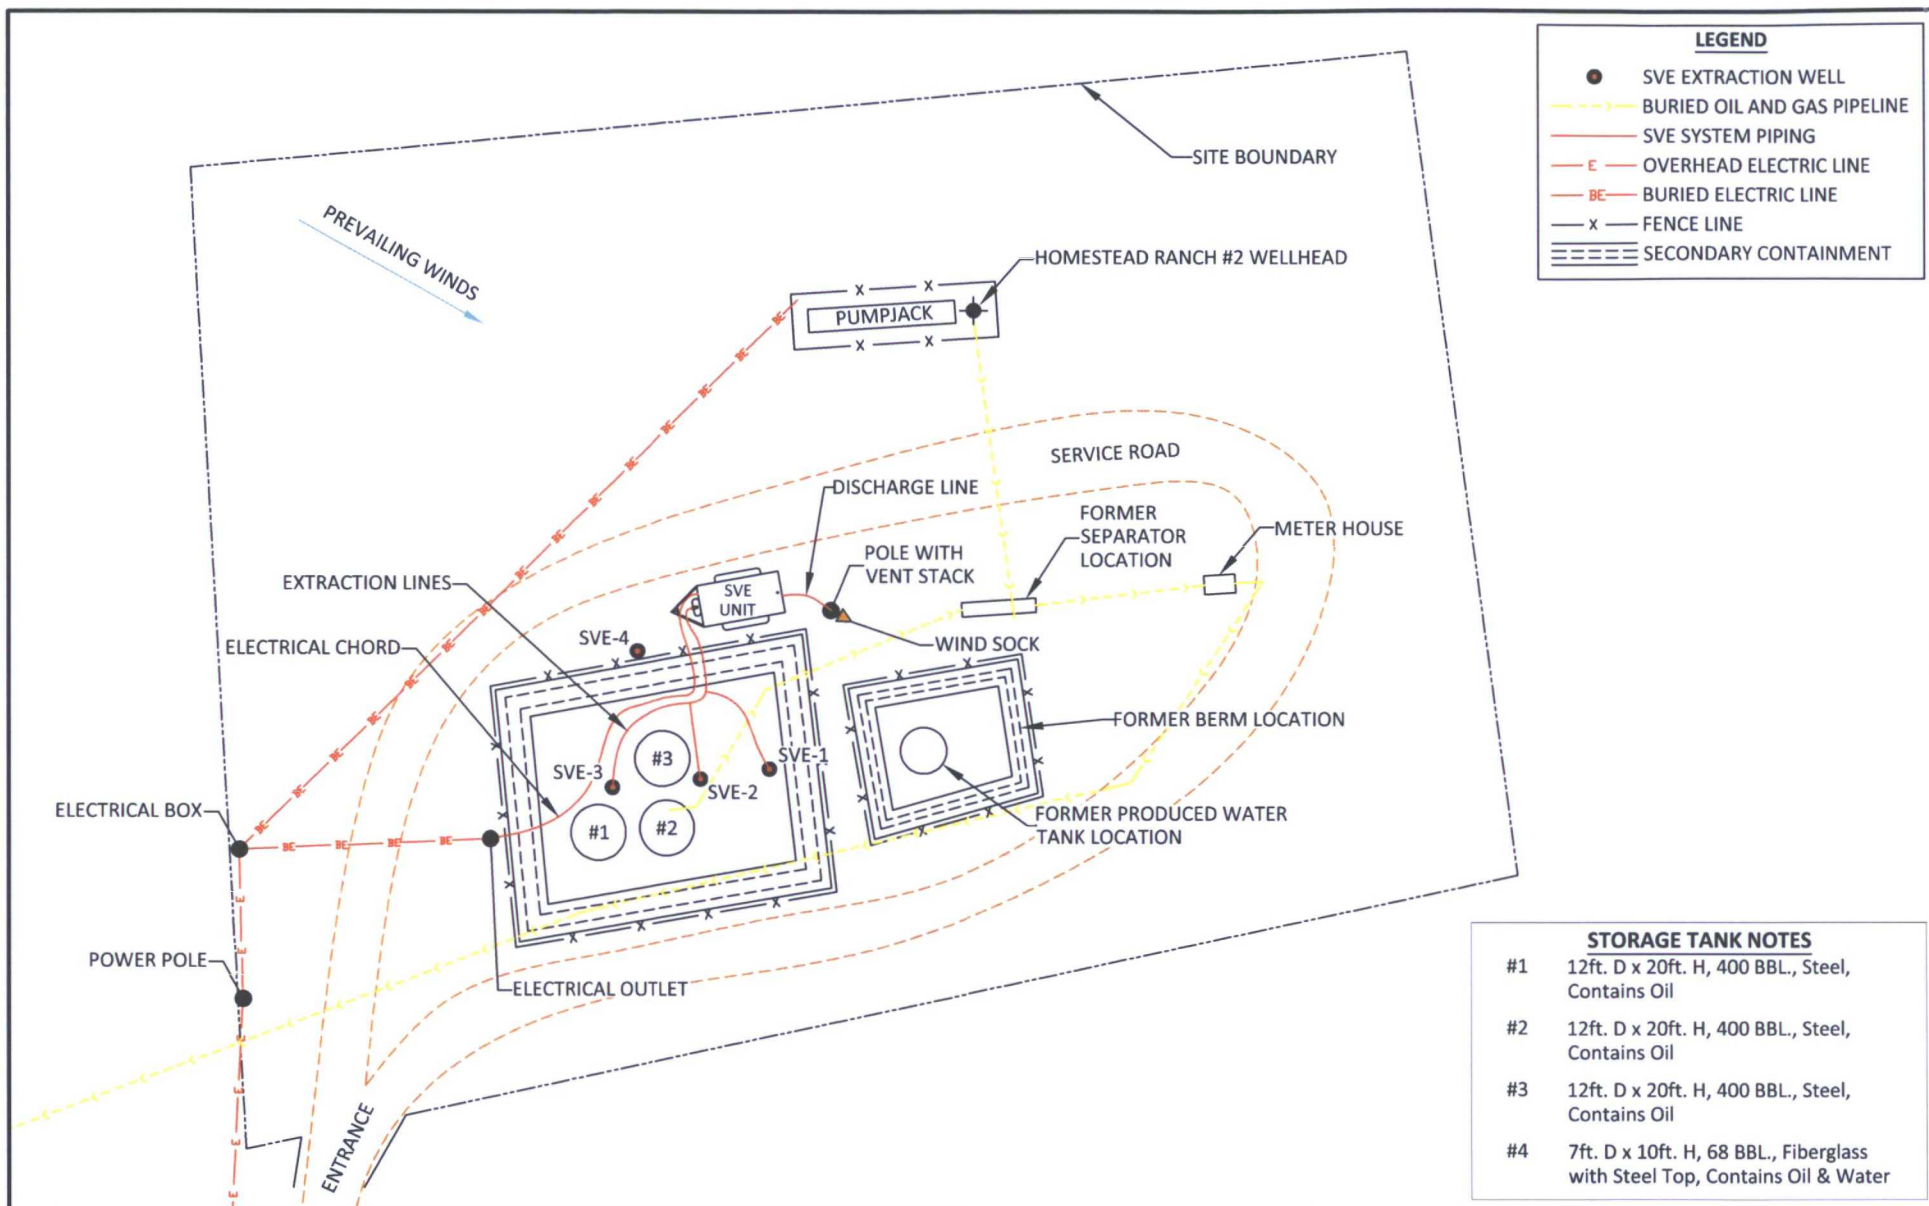 LEGEND
SVE EXTRACTION WELL
BURIED OIL AND GAS PIPELINE
SVE SYSTEM PIPING
E OVERHEAD ELECTRIC LINE
BE BURIED ELECTRIC LINE
X FENCE LINE
SECONDARY CONTAINMENT
SITE BOUNDARY
PREVAILING WINDS
HOMESTEAD RANCH #2 WELLHEAD
PUMPJACK
SERVICE ROAD
DISCHARGE LINE
FORMER
SEPARATOR
LOCATION
METER HOUSE
POLE WITH
VENT STACK
EXTRACTION LINES
SVE
UNIT
SVE-4
WIND SOCK
ELECTRICAL CHORD
FORMER BERM LOCATION
#3
SVE-1
SVE-3
SVE-2
ELECTRICAL BOX
#1
#2
FORMER PRODUCED WATER
TANK LOCATION
POWER POLE
ELECTRICAL OUTLET
ENTRANCE
STORAGE TANK NOTES
#1 12ft. D x 20ft. H, 400 BBL., Steel,
Contains Oil
#2 12ft. D x 20ft. H, 400 BBL., Steel,
Contains Oil
#3 12ft. D x 20ft. H, 400 BBL., Steel,
Contains Oil
#4 7ft. D x 10ft. H, 68 BBL., Fiberglass
with Steel Top, Contains Oil & Water